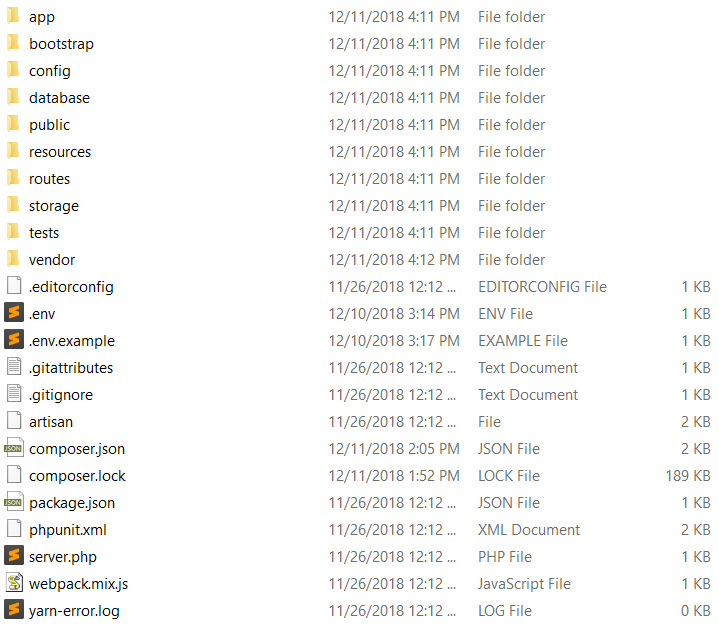 app 12/11/2018 4:11 PM File folder
bootstrap 12/11/2018 4:11 PM File folder
config 12/11/2018 4:11 PM File folder
database 12/11/2018 4:11 PM File folder
public 12/11/2018 4:11 PM File folder
resources 12/11/2018 4:11 PM File folder
routes 12/11/2018 4:11 PM File folder
storage 12/11/2018 4:11 PM File folder
tests 12/11/2018 4:11 PM File folder
vendor 12/11/2018 4:12 PM File folder
.editorconfig 11/26/2018 12:12 ... EDITORCONFIG File 1 KB
.env 12/10/2018 3:14 PM ENV File 1 KB
.env.example 12/10/2018 3:17 PM EXAMPLE File 1 KB
.gitattributes 11/26/2018 12:12 ... Text Document 1 KB
.gitignore 11/26/2018 12:12 ... Text Document 1 KB
artisan 11/26/2018 12:12 ... File 2 KB
JSON composer.json 12/11/2018 2:05 PM JSON File 2 KB
composer.lock 12/11/2018 1:52 PM LOCK File 189 KB
JSON package.json 11/26/2018 12:12 ... JSON File 1 KB
phpunit.xml 11/26/2018 12:12 ... XML Document 2 KB
server.php 11/26/2018 12:12 ... PHP File 1 KB
webpack.mix.js 11/26/2018 12:12 ... JavaScript File 1 KB
yarn-error.log 11/26/2018 12:12 ... LOG File 0 KB